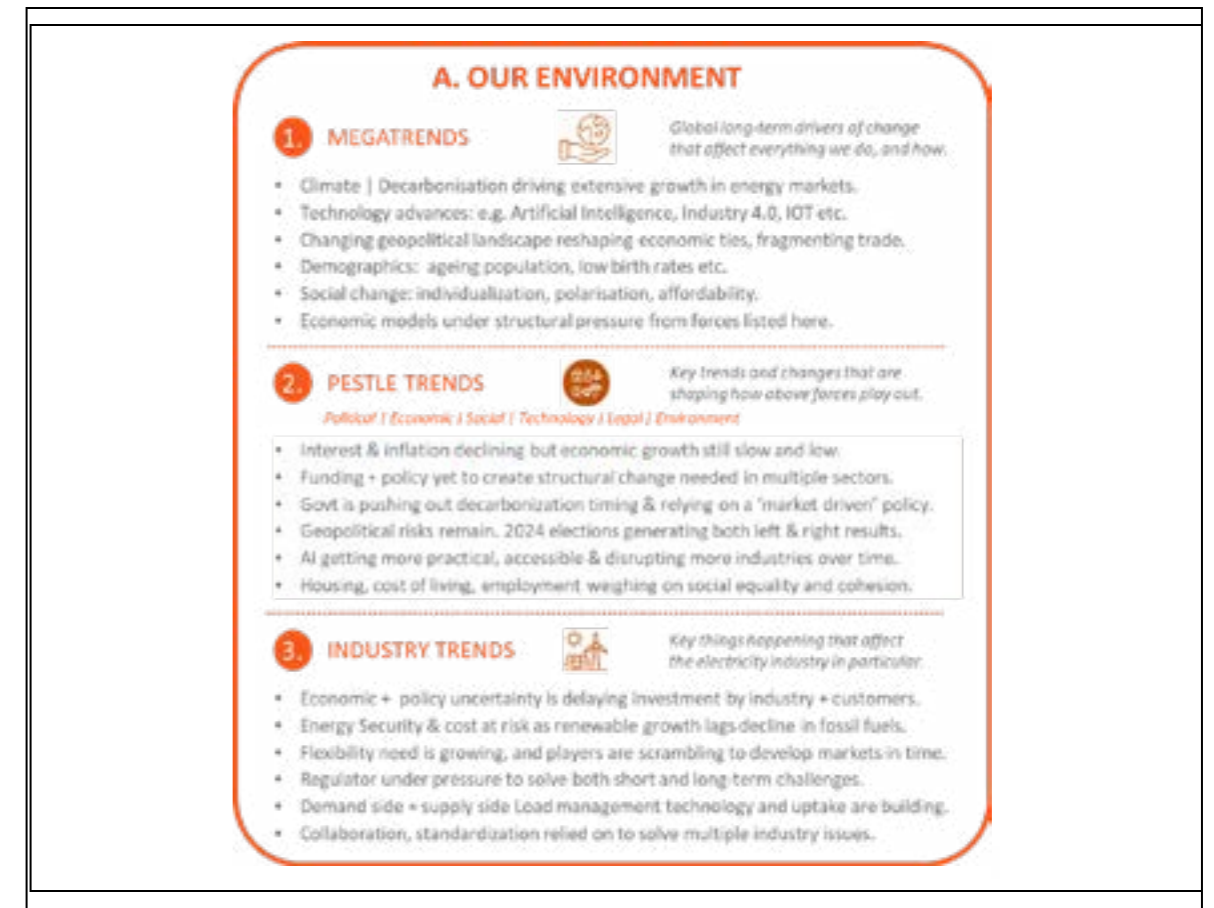 A. OUR ENVIRONMENT
1. MEGATRENDS
Global long-term drivers of change
that affect everything we do, and how.
• Climate | Decarbonisation driving extensive growth in energy markets.
• Technology advances: e.g. Artificial Intelligence, Industry 4.0, IOT etc.
• Changing geopolitical landscape reshaping economic ties, fragmenting trade.
• Demographics: ageing population, low birth rates etc.
• Social change: individualization, polarisation, affordability.
• Economic models under structural pressure from forces listed here.
2. PESTLE TRENDS
Key trends and changes that are
shaping how above forces play out.
Political | Economic | Social | Technology | Legal | Environment
• Interest & inflation declining but economic growth still slow and low.
• Funding + policy yet to create structural change needed in multiple sectors.
• Govt is pushing out decarbonization timing & relying on a 'market driven' policy.
• Geopolitical risks remain. 2024 elections generating both left & right results.
• AI getting more practical, accessible & disrupting more industries over time.
• Housing, cost of living, employment weighing on social equality and cohesion.
3. INDUSTRY TRENDS
Key things happening that affect
the electricity industry in particular.
• Economic + policy uncertainty is delaying investment by industry + customers.
• Energy Security & cost at risk as renewable growth lags decline in fossil fuels.
• Flexibility need is growing, and players are scrambling to develop markets in time.
• Regulator under pressure to solve both short and long-term challenges.
• Demand side + supply side Load management technology and uptake are building.
• Collaboration, standardization relied on to solve multiple industry issues.